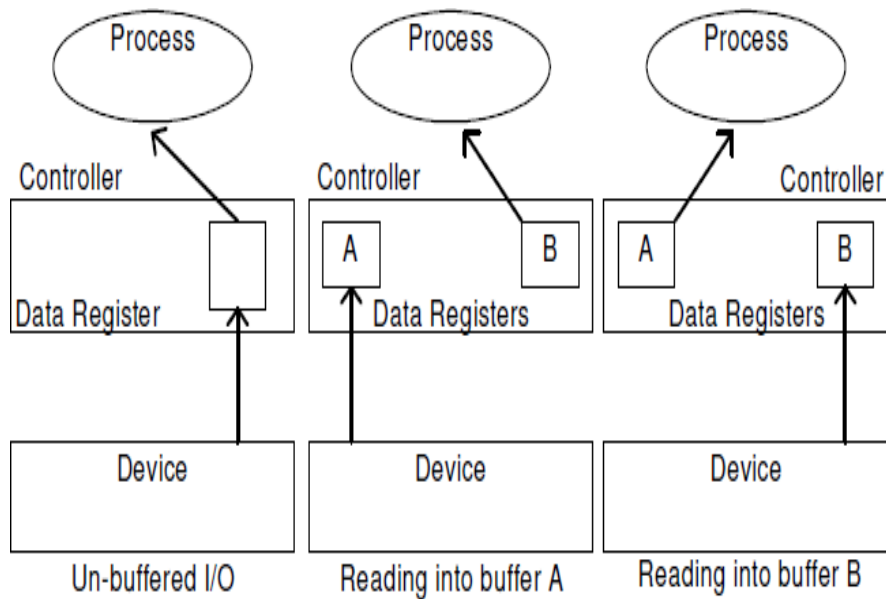 Process
Process
Process
Controller
Controller
Controller
A
B
A
B
Data Register
Data Registers
Data Registers
Device
Device
Device
Un-buffered I/O
Reading into buffer A
Reading into buffer B